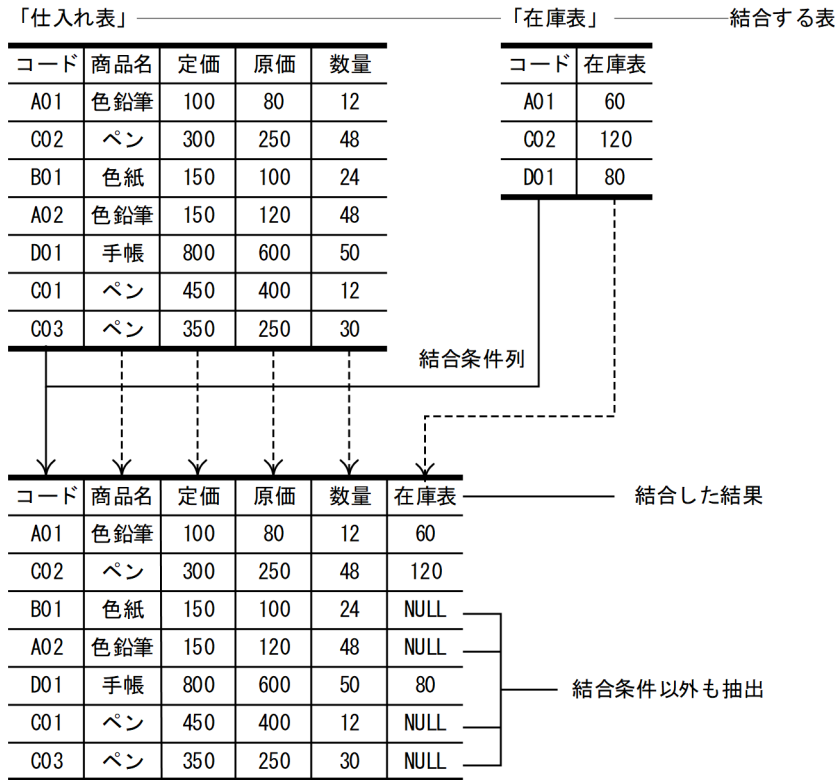 「仕入れ表」 「在庫表」 結合する表
コード 商品名 定価 原価 数量 コード 在庫表
A01 色鉛筆 100 80 12 A01 60
C02 ペン 300 250 48 C02 120
B01 色紙 150 100 24 D01 80
A02 色鉛筆 150 120 48
D01 手帳 800 600 50
C01 ペン 450 400 12
C03 ペン 350 250 30
結合条件列
コード 商品名 定価 原価 数量 在庫表 結合した結果
A01 色鉛筆 100 80 12 60
C02 ペン 300 250 48 120
B01 色紙 150 100 24 NULL
A02 色鉛筆 150 120 48 NULL
D01 手帳 800 600 50 80 結合条件以外も抽出
C01 ペン 450 400 12 NULL
C03 ペン 350 250 30 NULL